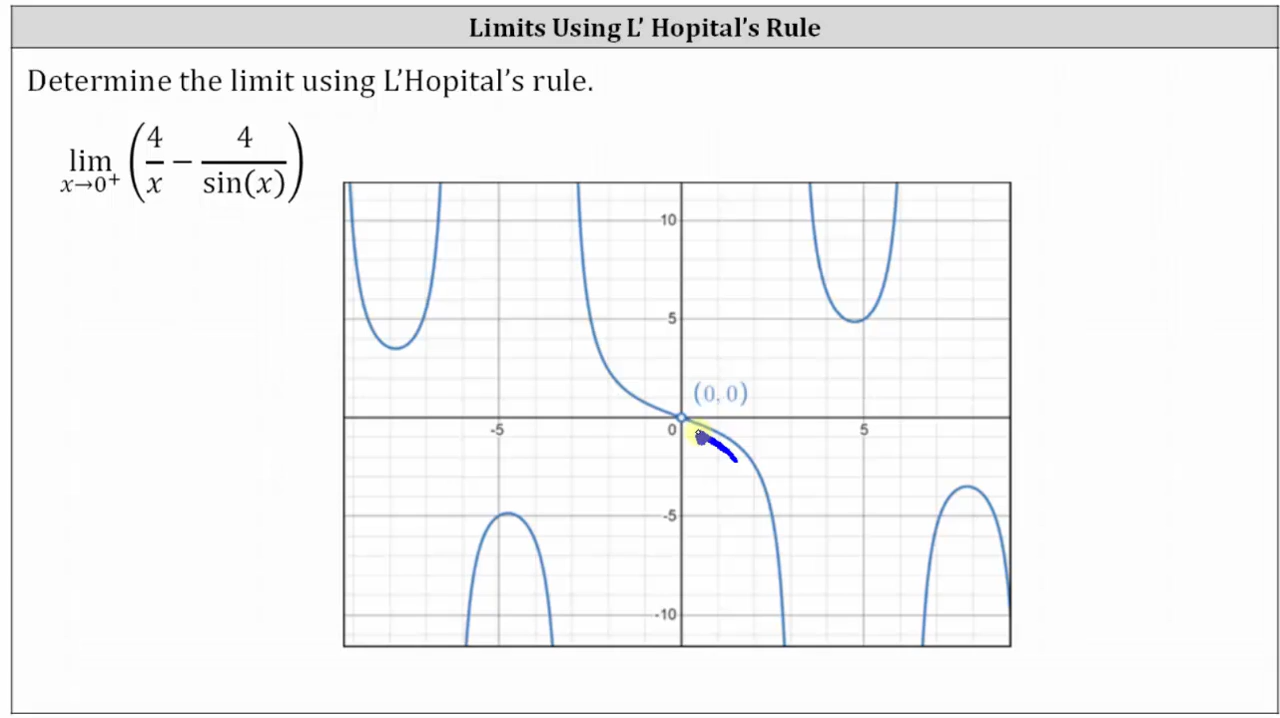 Limits Using L’ Hopital’s Rule
Determine the limit using L’Hopital’s rule.
lim x→0⁺ (4/x − 4/sin(x))
10
5
(0, 0)
-5 0 5
-5
-10